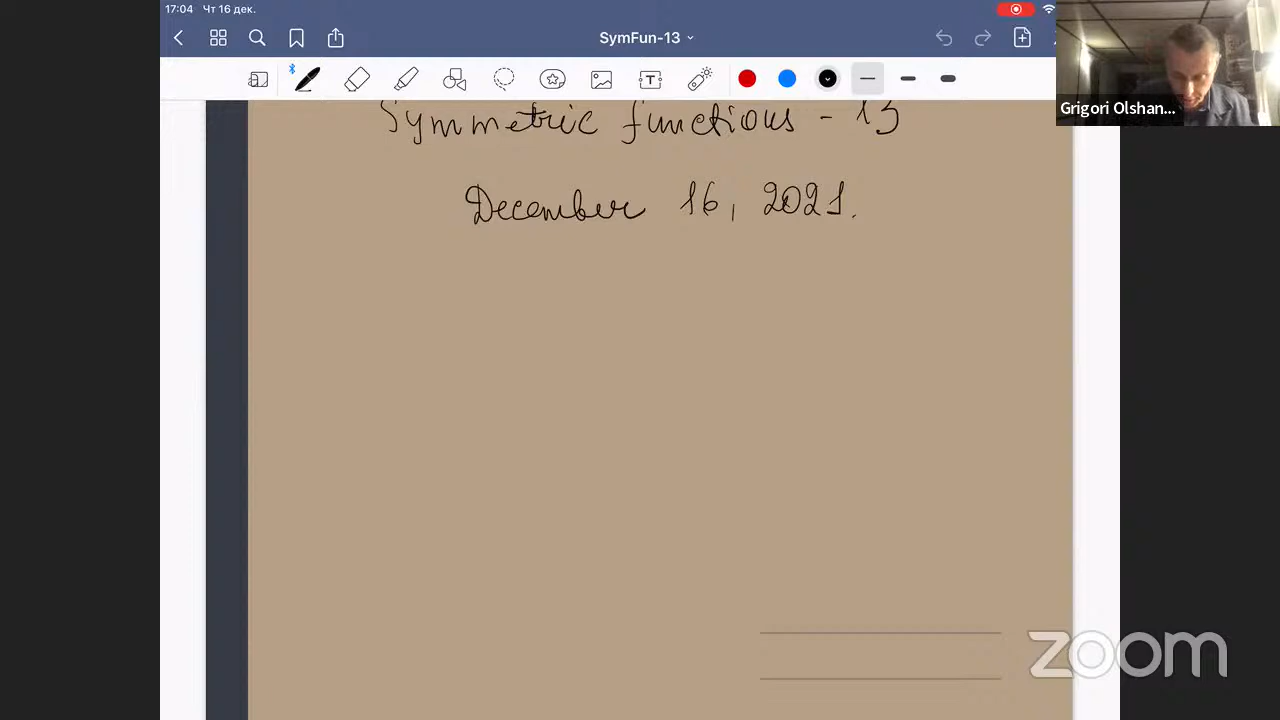 17:04 Чт 16 дек.
SymFun-13
Grigori Olshan...
Symmetric functions - 13
December 16, 2021.
zoom